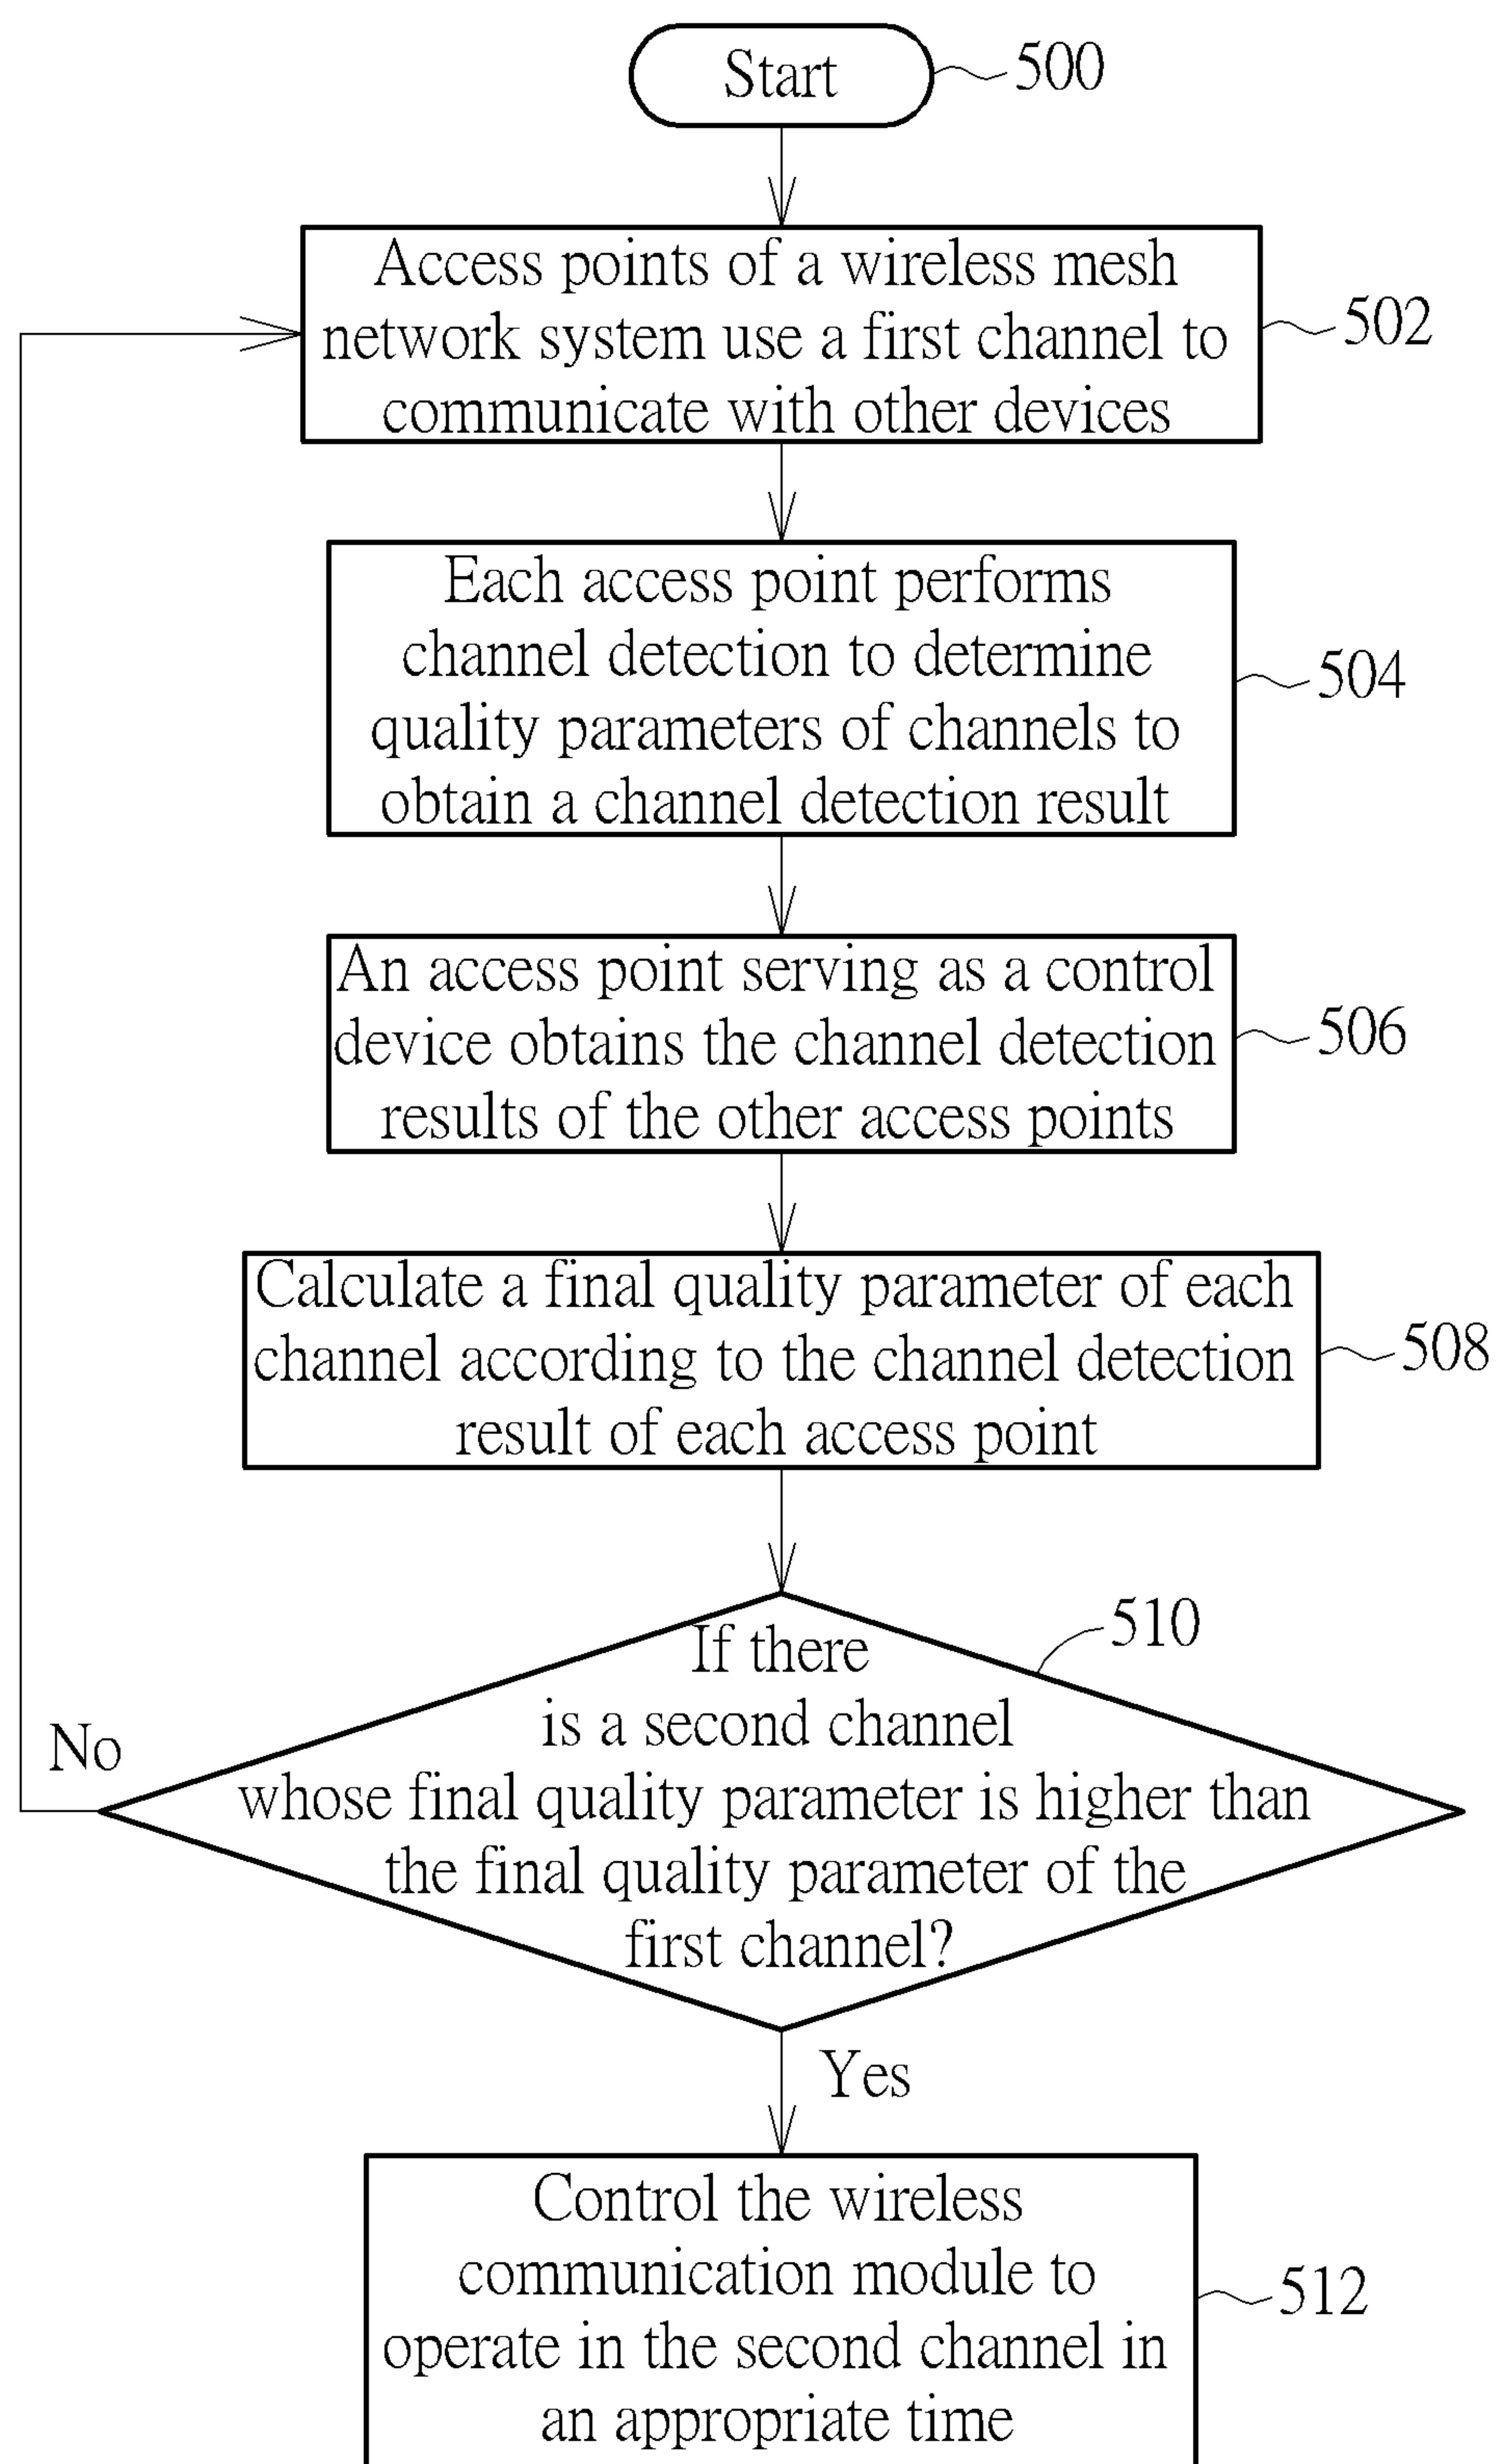 Start
500
Access points of a wireless mesh
network system use a first channel to
communicate with other devices
502
Each access point performs
channel detection to determine
quality parameters of channels to
obtain a channel detection result
504
An access point serving as a control
device obtains the channel detection
results of the other access points
506
Calculate a final quality parameter of each
channel according to the channel detection
result of each access point
508
If there
is a second channel
whose final quality parameter is higher than
the final quality parameter of the
first channel?
510
No
Yes
Control the wireless
communication module to
operate in the second channel in
an appropriate time
512